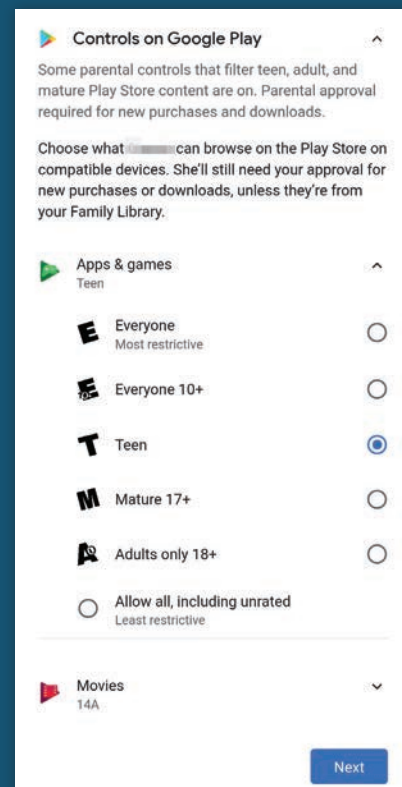 Controls on Google Play
Some parental controls that filter teen, adult, and
mature Play Store content are on. Parental approval
required for new purchases and downloads.
Choose what can browse on the Play Store on
compatible devices. She’ll still need your approval for
new purchases or downloads, unless they’re from
your Family Library.
Apps & games
Teen
E Everyone
Most restrictive
E 10+ Everyone 10+
T Teen
M Mature 17+
A Adults only 18+
Allow all, including unrated
Least restrictive
Movies
14A
Next